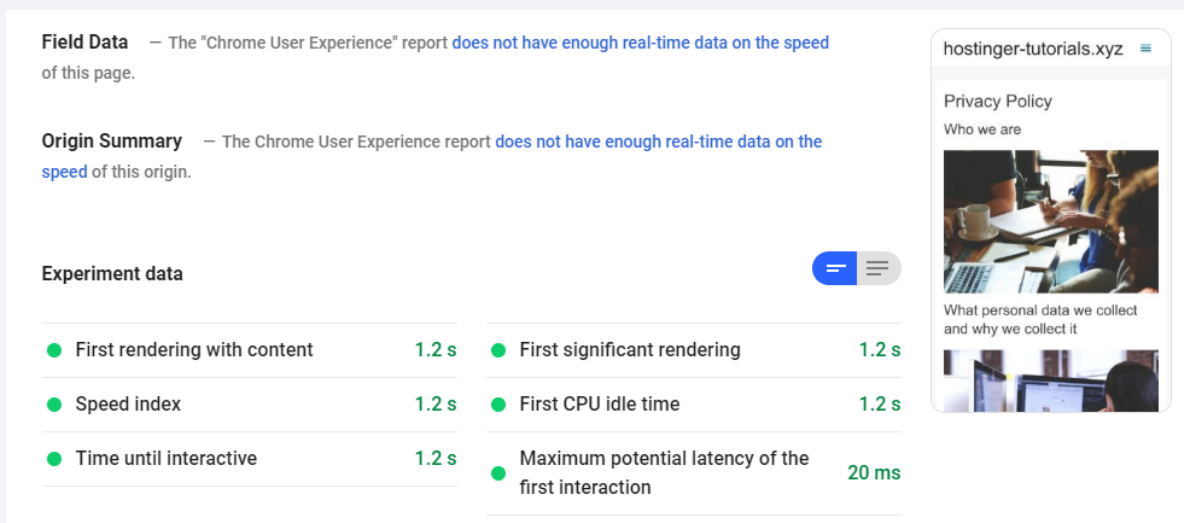 Field Data — The "Chrome User Experience" report does not have enough real-time data on the speed
of this page.
Origin Summary — The Chrome User Experience report does not have enough real-time data on the
speed of this origin.
Experiment data
First rendering with content 1.2 s
First significant rendering 1.2 s
Speed index 1.2 s
First CPU idle time 1.2 s
Time until interactive 1.2 s
Maximum potential latency of the
first interaction 20 ms
hostinger-tutorials.xyz
Privacy Policy
Who we are
What personal data we collect
and why we collect it